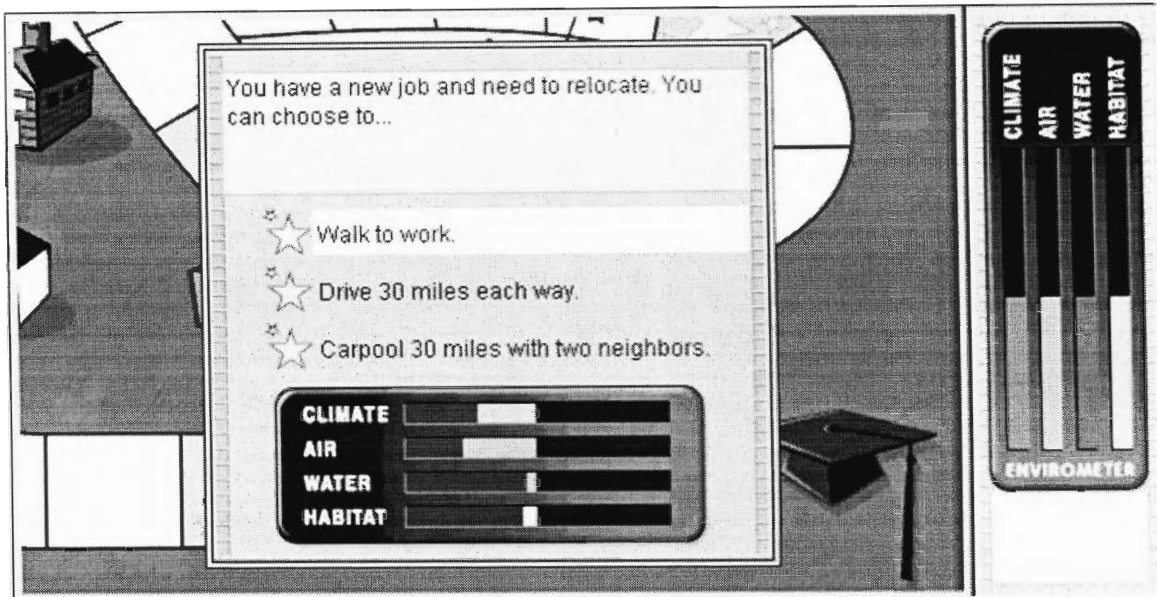 You have a new job and need to relocate. You
can choose to...
Walk to work.
Drive 30 miles each way.
Carpool 30 miles with two neighbors.
CLIMATE
AIR
WATER
HABITAT
CLIMATE
AIR
WATER
HABITAT
ENVIROMETER